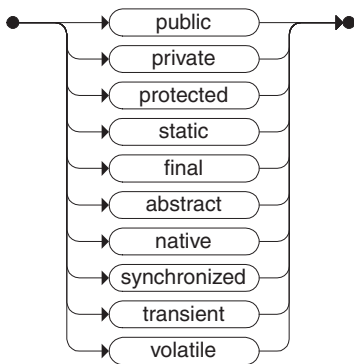 public
private
protected
static
final
abstract
native
synchronized
transient
volatile